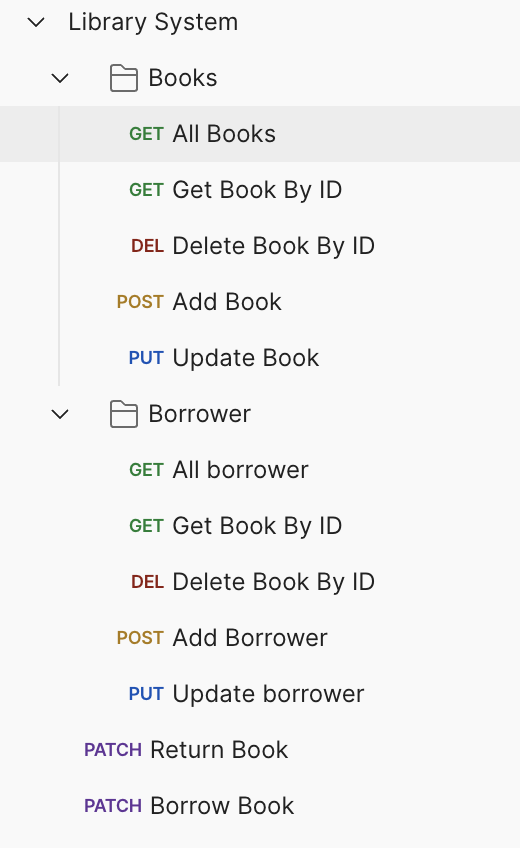 Library System
Books
GET All Books
GET Get Book By ID
DEL Delete Book By ID
POST Add Book
PUT Update Book
Borrower
GET All borrower
GET Get Book By ID
DEL Delete Book By ID
POST Add Borrower
PUT Update borrower
PATCH Return Book
PATCH Borrow Book